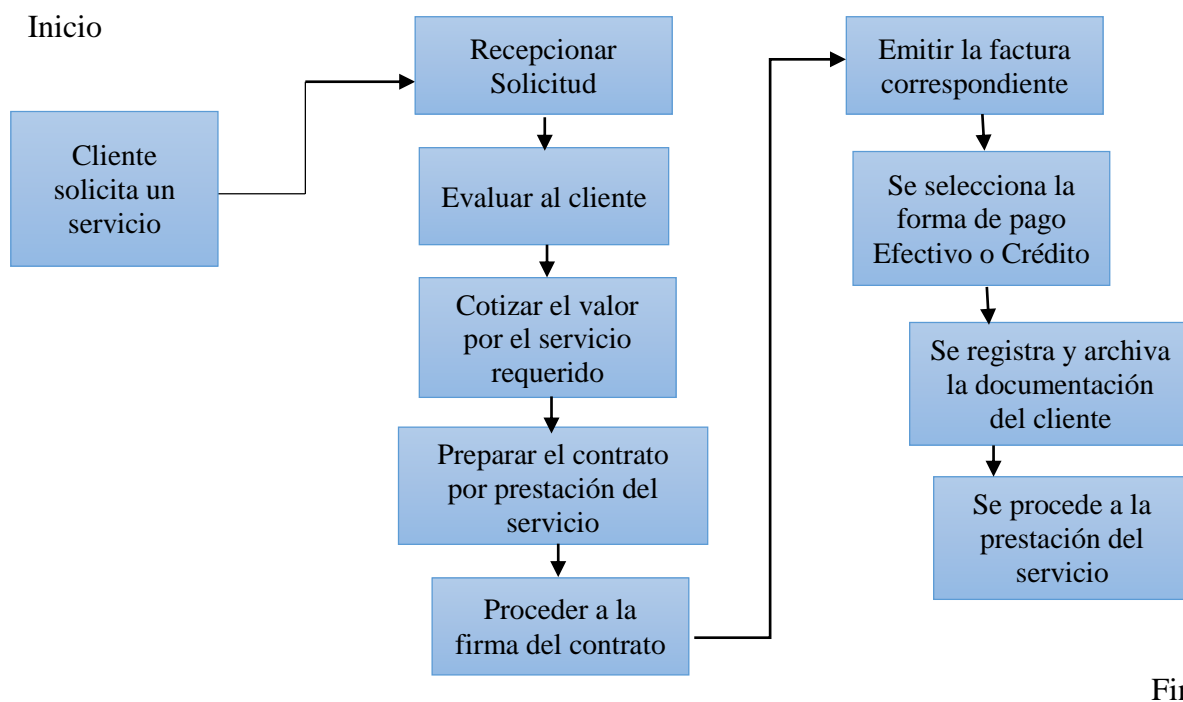 Inicio
Cliente
solicita un
servicio
Recepcionar
Solicitud
Evaluar al cliente
Cotizar el valor
por el servicio
requerido
Preparar el contrato
por prestación del
servicio
Proceder a la
firma del contrato
Emitir la factura
correspondiente
Se selecciona la
forma de pago
Efectivo o Crédito
Se registra y archiva
la documentación
del cliente
Se procede a la
prestación del
servicio
Fin